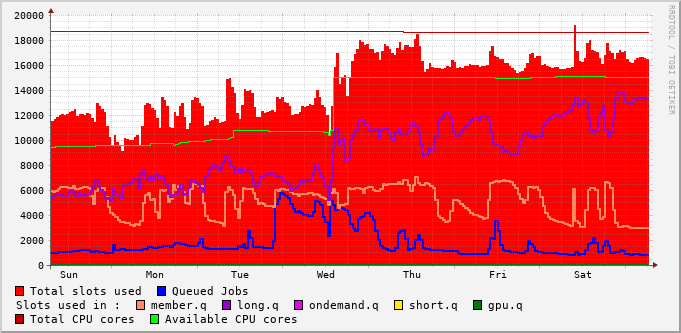 20000
18000
16000
14000
12000
10000
8000
6000
4000
2000
0
Sun Mon Tue Wed Thu Fri Sat
Total slots used Queued Jobs
Slots used in : member.q long.q ondemand.q short.q gpu.q
Total CPU cores Available CPU cores
RRDTOOL / TOBI OETIKER